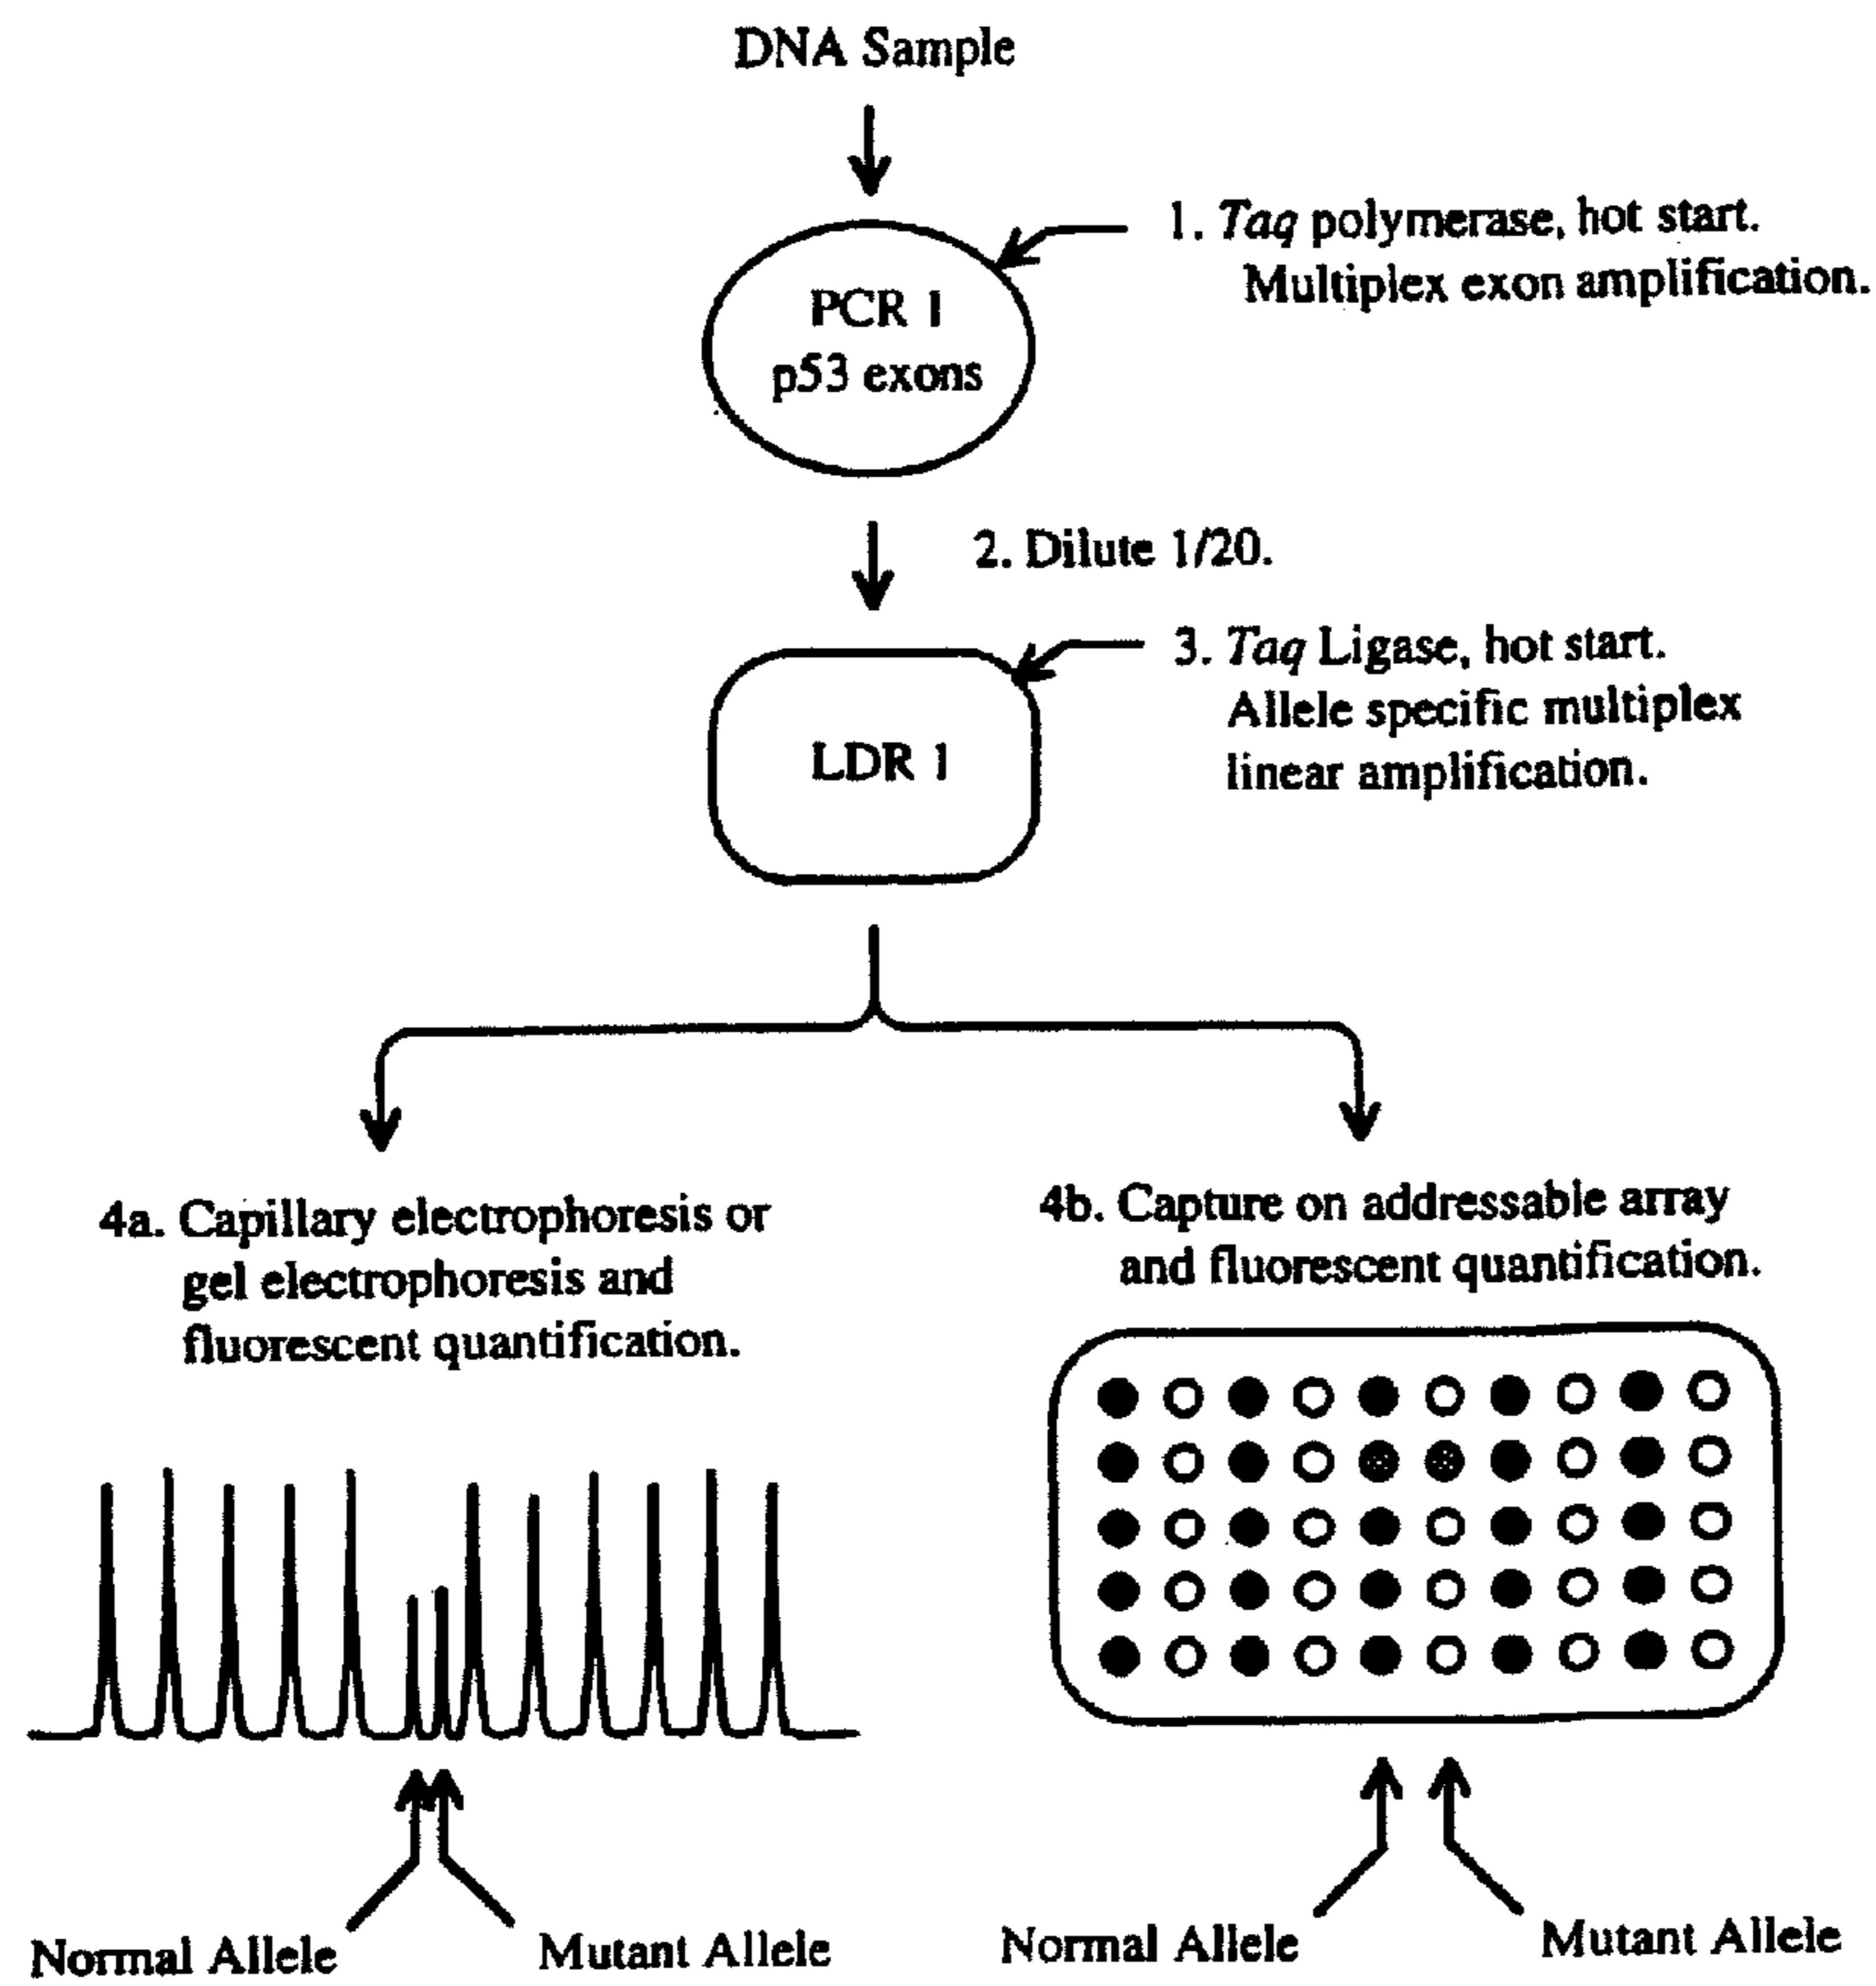 DNA Sample
1. Taq polymerase, hot start.
Multiplex exon amplification.
PCR 1
p53 exons
2. Dilute 1/20.
3. Taq Ligase, hot start.
Allele specific multiplex
linear amplification.
LDR 1
4a. Capillary electrophoresis or
gel electrophoresis and
fluorescent quantification.
4b. Capture on addressable array
and fluorescent quantification.
Normal Allele
Mutant Allele
Normal Allele
Mutant Allele